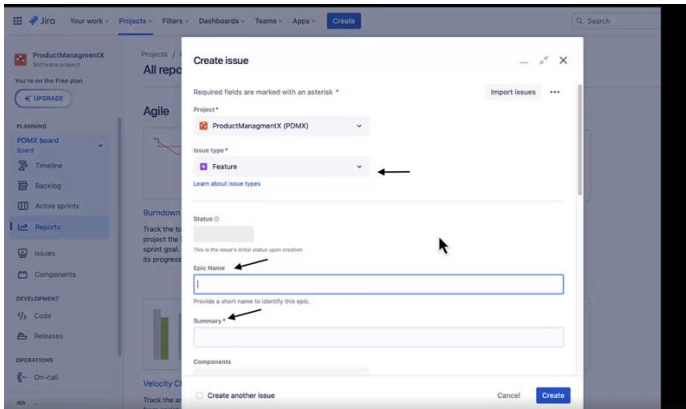 Jira Your work Projects Filters Dashboards Teams Apps Create Search
ProductManagmentX
Software project
You're on the Free plan
UPGRADE
PLANNING
PDMX board
Board
Timeline
Backlog
Active sprints
Reports
Issues
Components
DEVELOPMENT
Code
Releases
OPERATIONS
On-call
Projects /
All repo
Agile
Burndown
Track the to
project the l
sprint goal.
its progress
Velocity Ch
Track the am
Create issue
Required fields are marked with an asterisk *
Import issues
Project *
ProductManagmentX (PDMX)
Issue type *
Feature
Learn about issue types
Status
This is the issue's initial status upon creation
Epic Name
Provide a short name to identify this epic.
Summary *
Components
Create another issue
Cancel Create